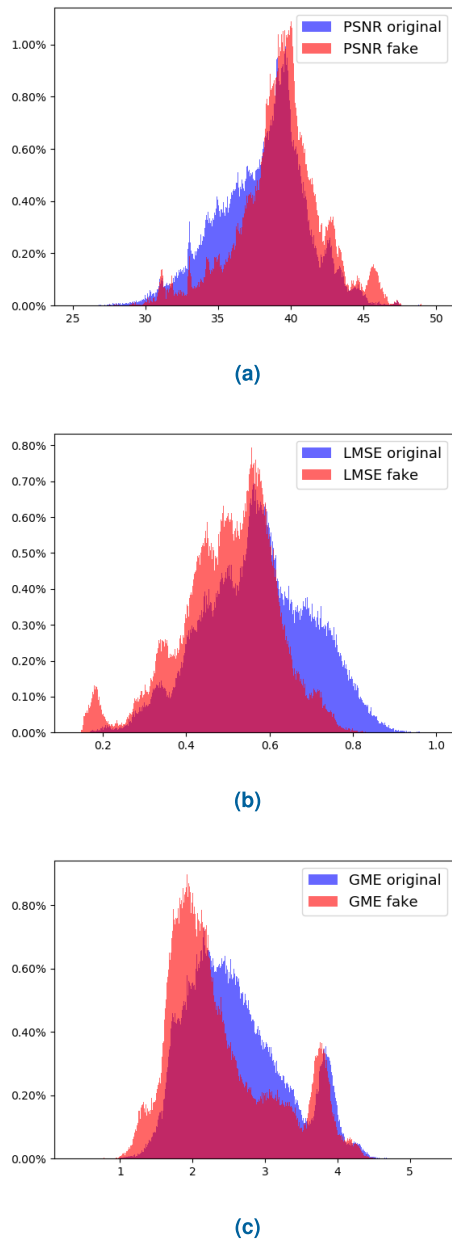 PSNR original
PSNR fake
1.00%
0.80%
0.60%
0.40%
0.20%
0.00%
25 30 35 40 45 50
(a)
LMSE original
LMSE fake
0.80%
0.70%
0.60%
0.50%
0.40%
0.30%
0.20%
0.10%
0.00%
0.2 0.4 0.6 0.8 1.0
(b)
GME original
GME fake
0.80%
0.60%
0.40%
0.20%
0.00%
1 2 3 4 5
(c)